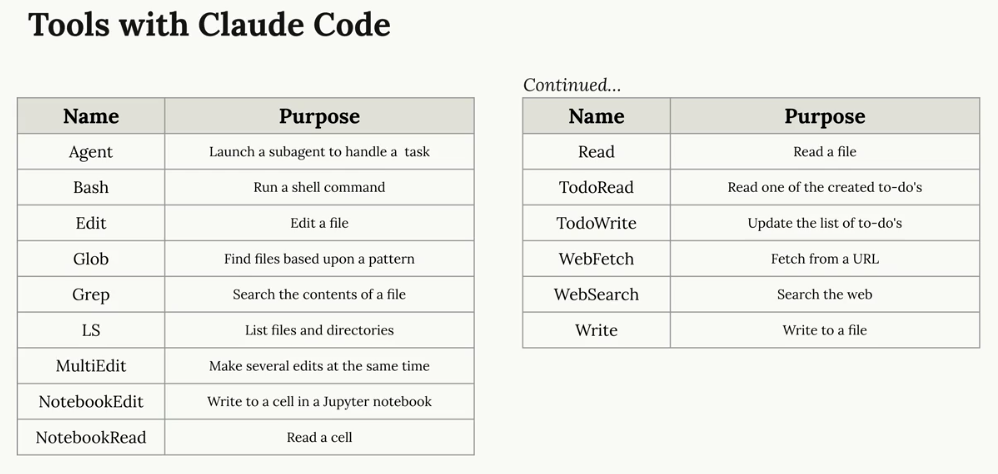 Tools with Claude Code
Name Purpose
Agent Launch a subagent to handle a task
Bash Run a shell command
Edit Edit a file
Glob Find files based upon a pattern
Grep Search the contents of a file
LS List files and directories
MultiEdit Make several edits at the same time
NotebookEdit Write to a cell in a Jupyter notebook
NotebookRead Read a cell
Continued...
Name Purpose
Read Read a file
TodoRead Read one of the created to-do's
TodoWrite Update the list of to-do's
WebFetch Fetch from a URL
WebSearch Search the web
Write Write to a file